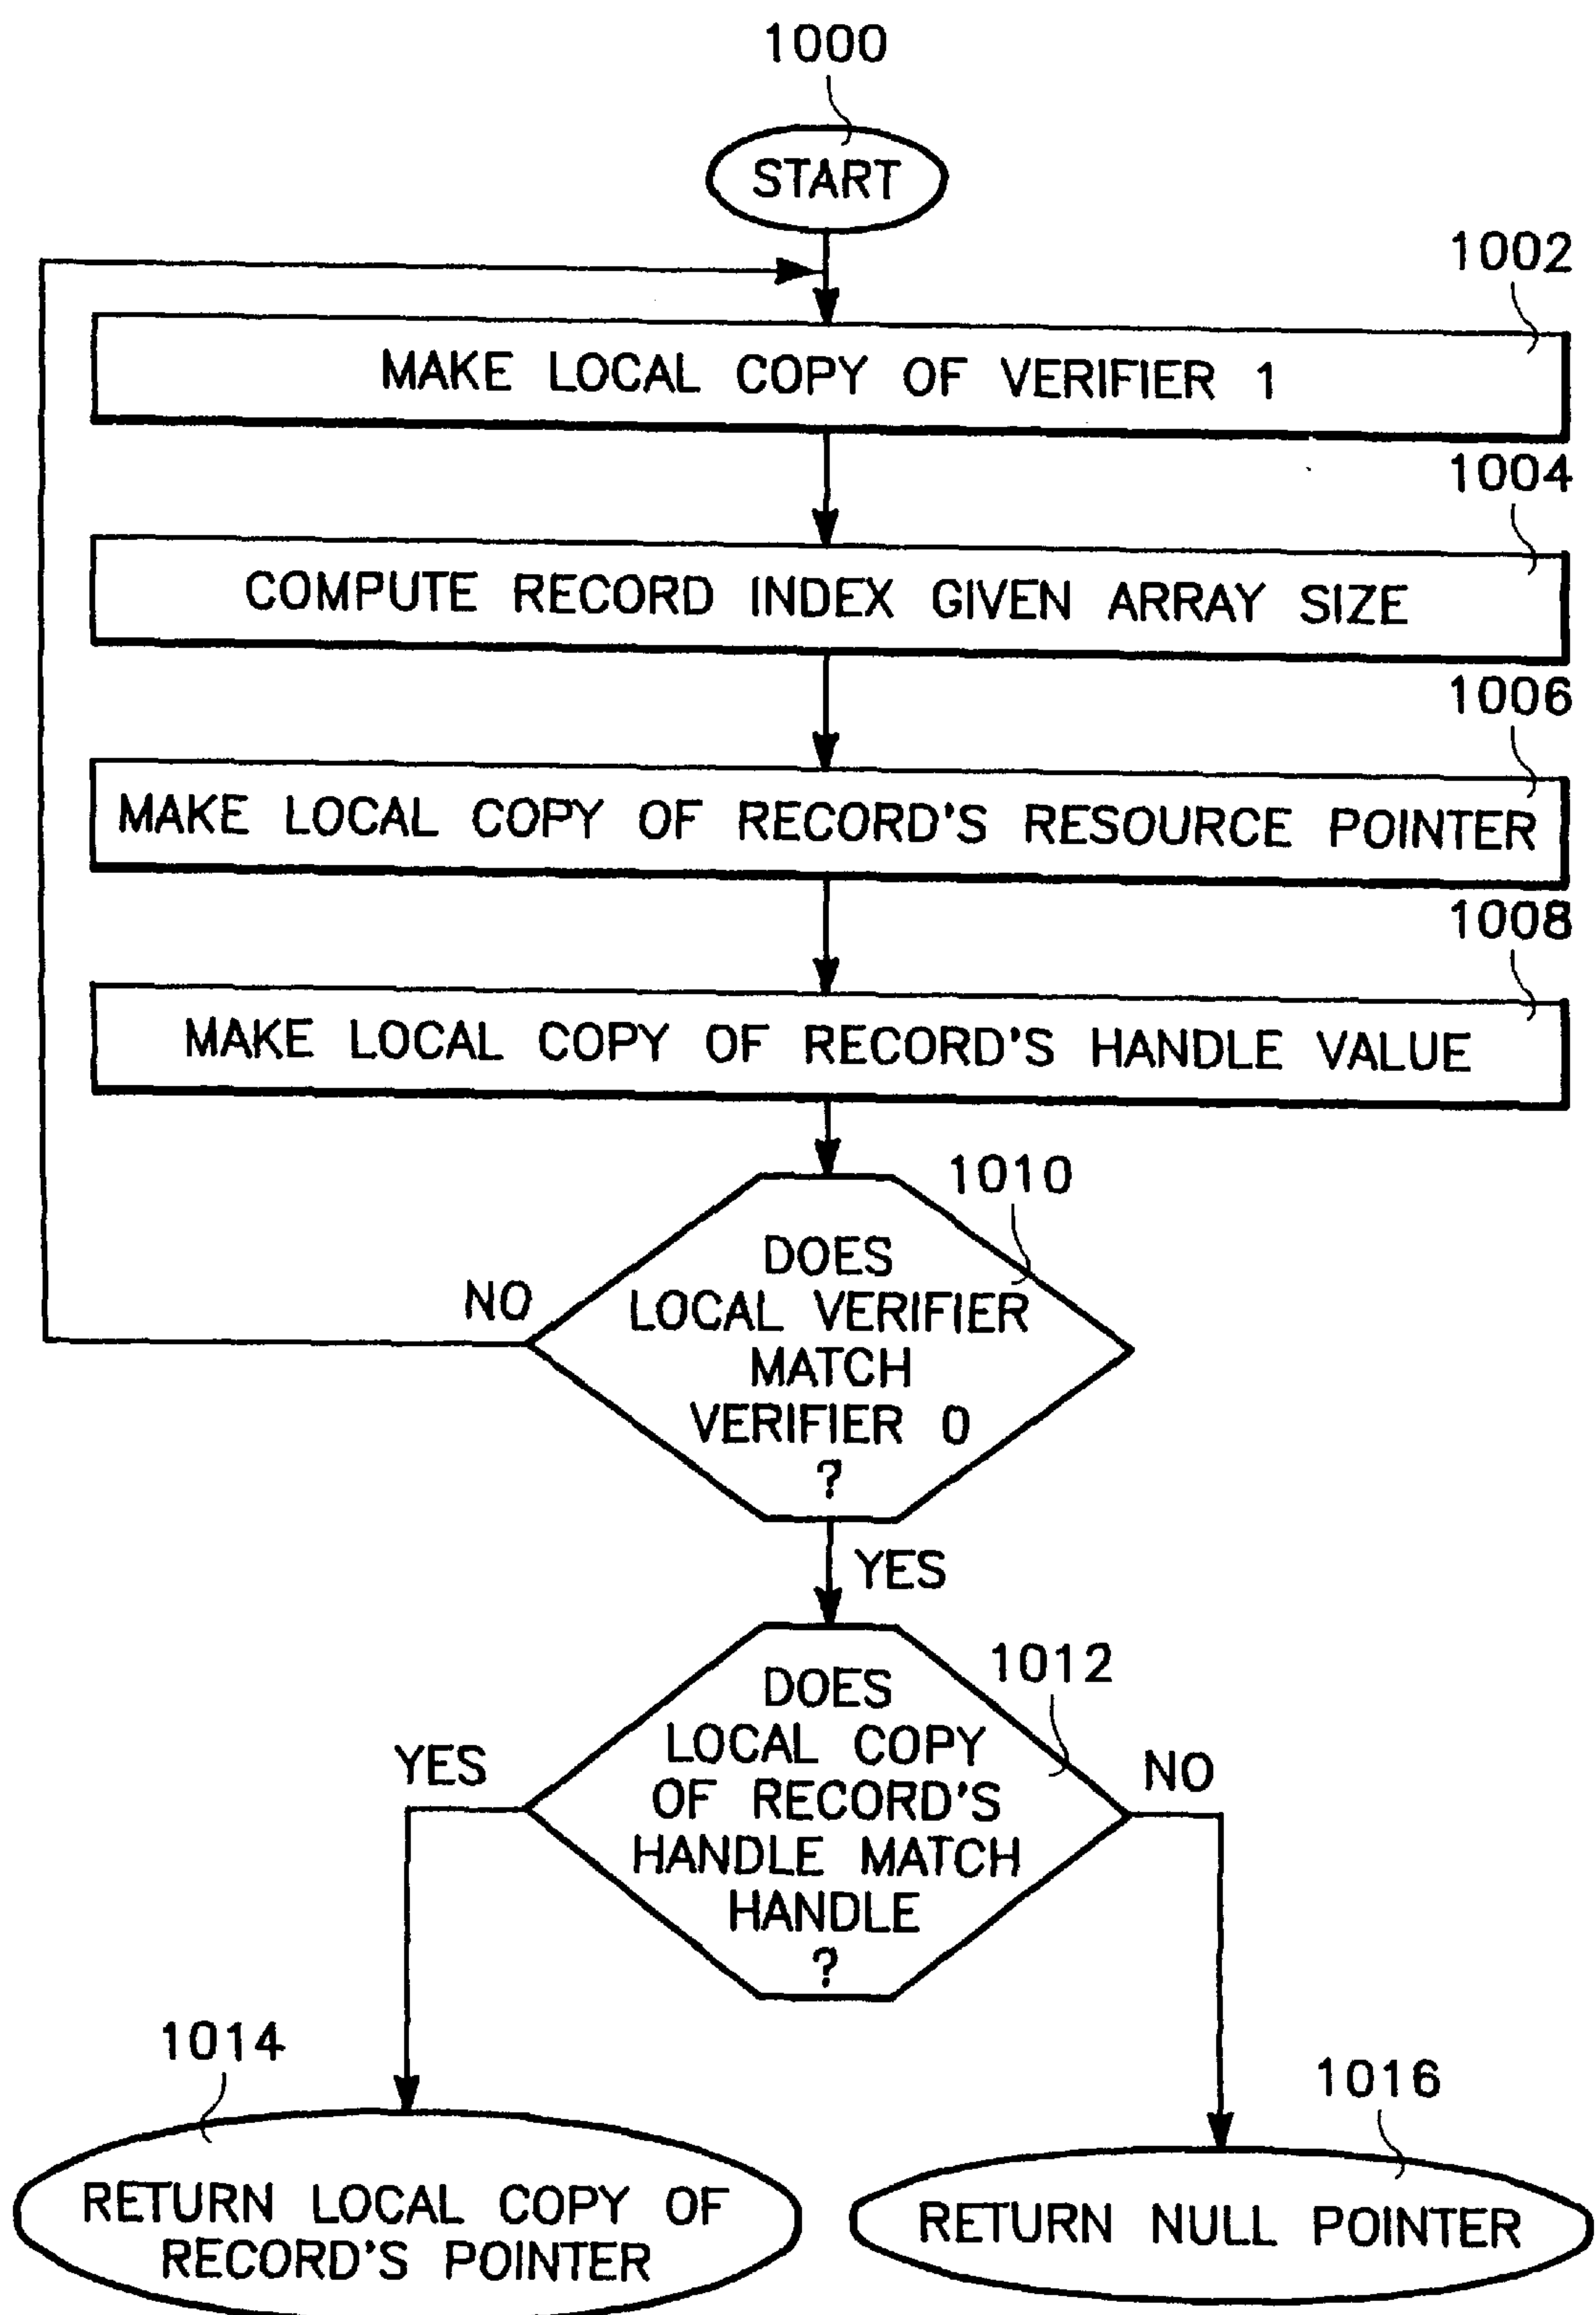 1000
START
1002
MAKE LOCAL COPY OF VERIFIER 1
1004
COMPUTE RECORD INDEX GIVEN ARRAY SIZE
1006
MAKE LOCAL COPY OF RECORD'S RESOURCE POINTER
1008
MAKE LOCAL COPY OF RECORD'S HANDLE VALUE
1010
DOES
LOCAL VERIFIER
MATCH
VERIFIER 0
?
NO
YES
1012
DOES
LOCAL COPY
OF RECORD'S
HANDLE MATCH
HANDLE
?
YES
NO
1014
RETURN LOCAL COPY OF
RECORD'S POINTER
1016
RETURN NULL POINTER